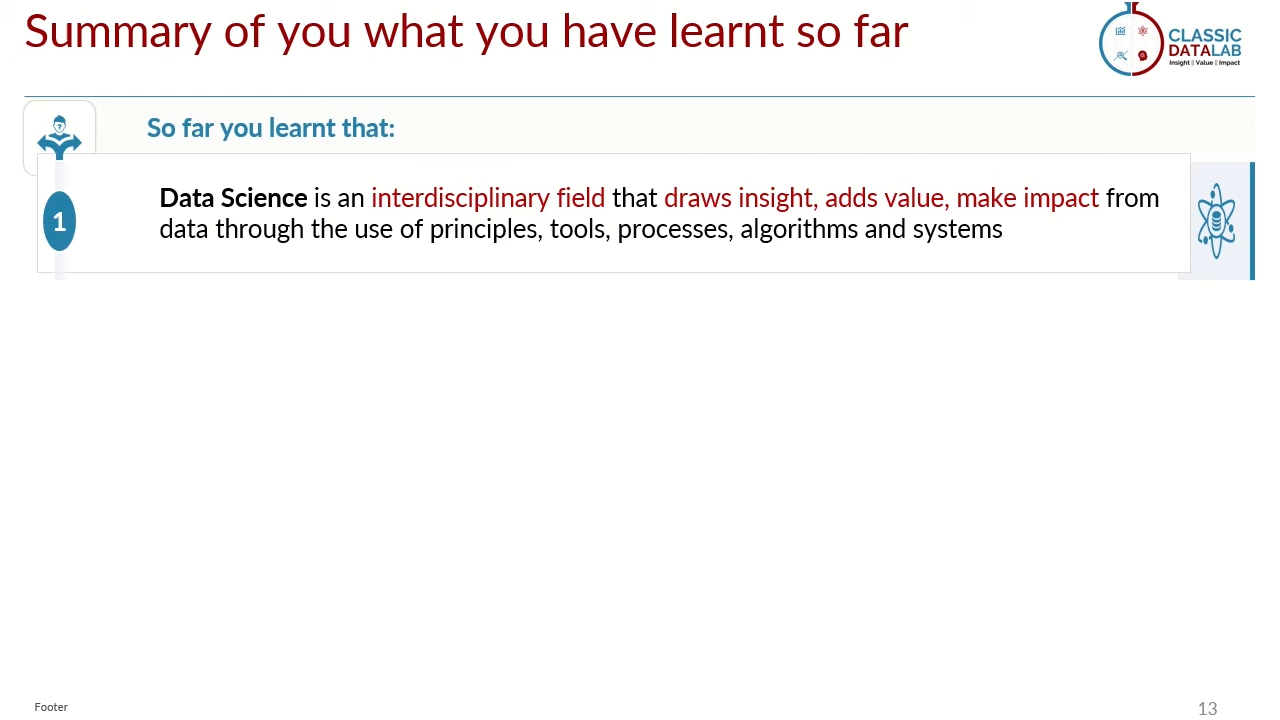 Summary of you what you have learnt so far
CLASSIC
DATALAB
Insight || Value || Impact
So far you learnt that:
1
Data Science is an interdisciplinary field that draws insight, adds value, make impact from
data through the use of principles, tools, processes, algorithms and systems
Footer
13